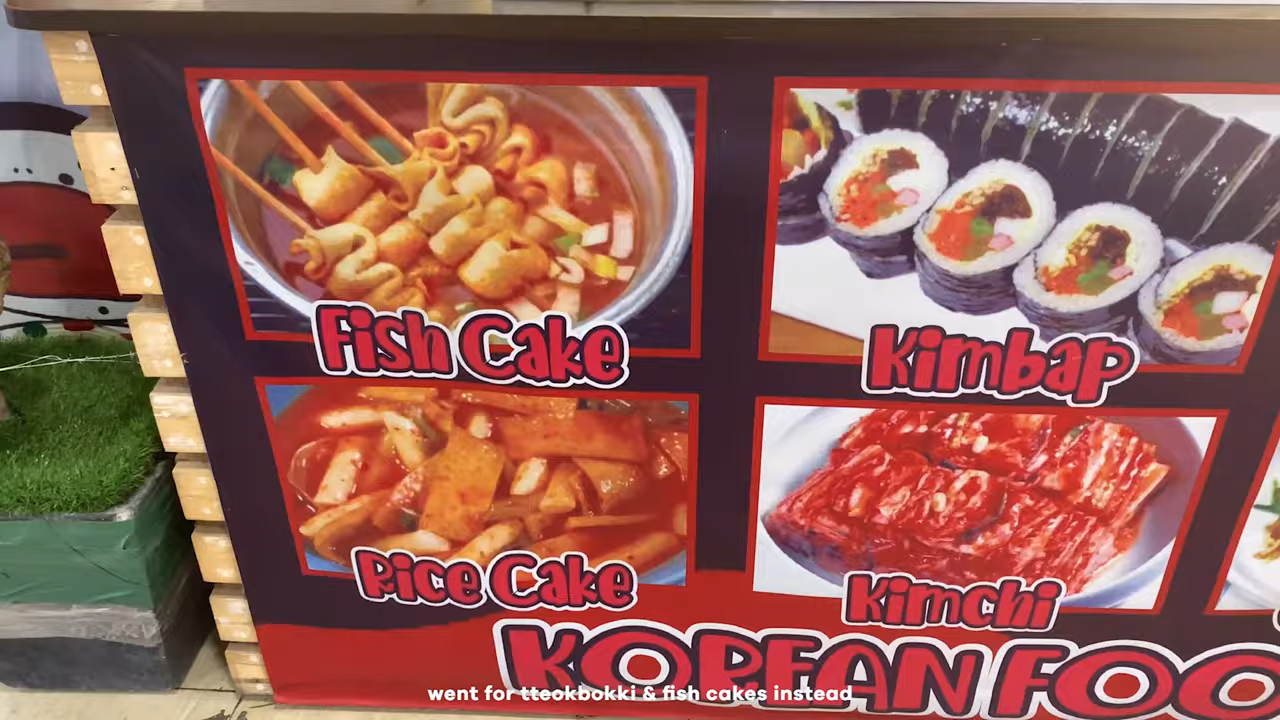 Fish Cake
Kimbap
Rice Cake
Kimchi
KOREAN FOO
went for tteokbokki & fish cakes instead